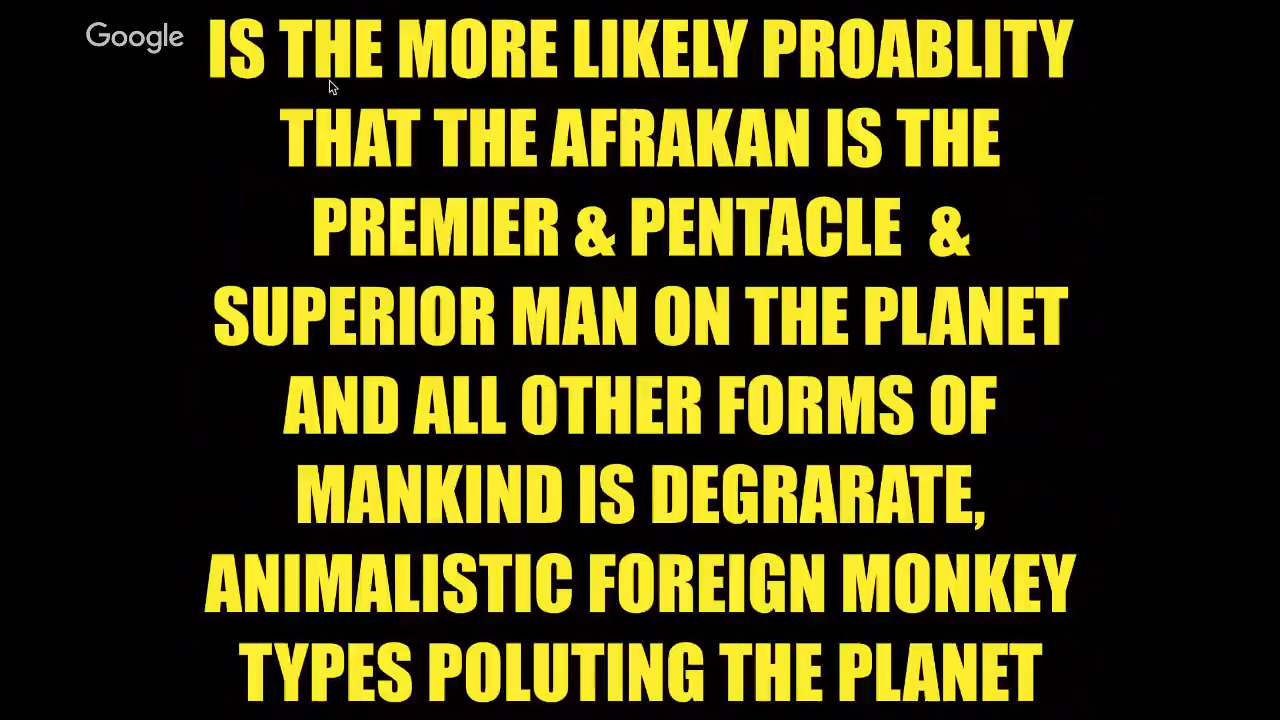 Google
IS THE MORE LIKELY PROABLITY
THAT THE AFRAKAN IS THE
PREMIER & PENTACLE &
SUPERIOR MAN ON THE PLANET
AND ALL OTHER FORMS OF
MANKIND IS DEGRARATE,
ANIMALISTIC FOREIGN MONKEY
TYPES POLUTING THE PLANET